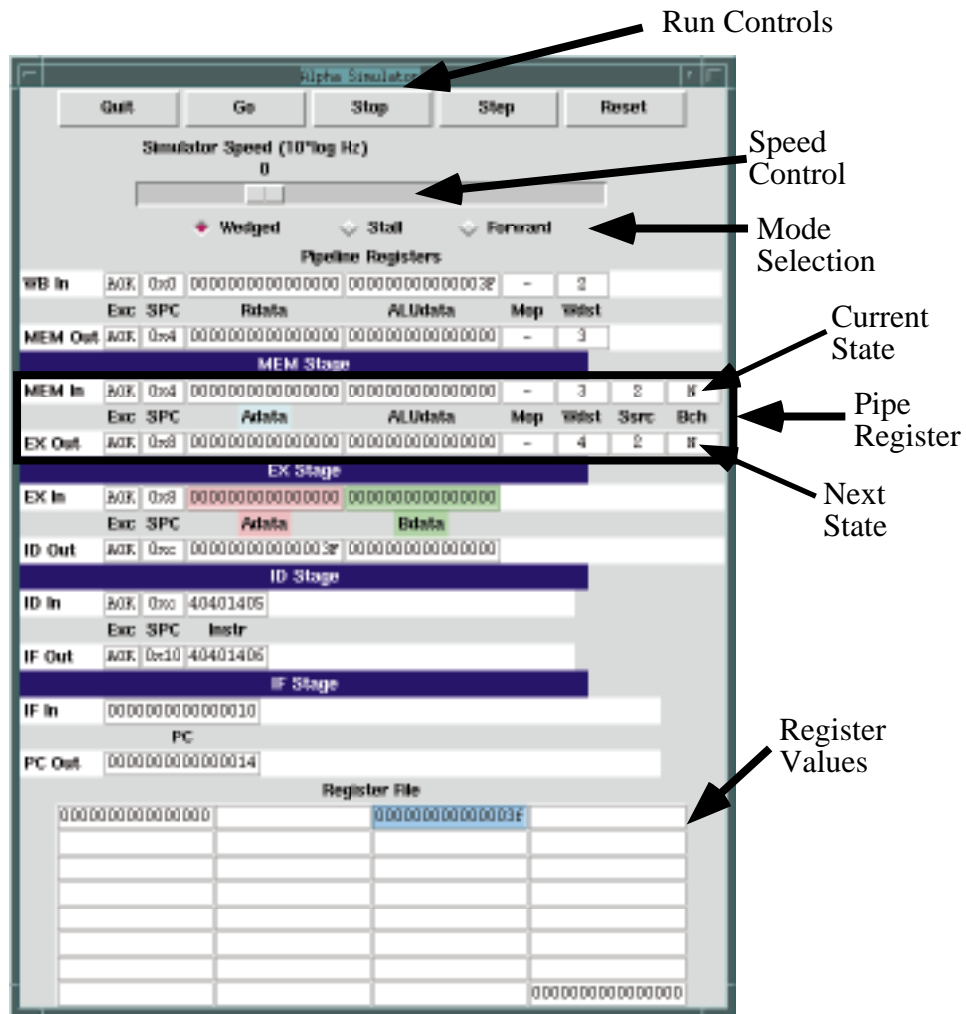 Run Controls
Alpha Simulator
Quit Go Stop Step Reset
Simulator Speed (10*log Hz)
0
Speed
Control
Wedged Stall Forward
Mode
Selection
Pipeline Registers
WB In AOK 0x0 0000000000000000 000000000000003F - 2
Exc SPC Rdata ALUdata Mop Wdst
MEM Out AOK 0x4 0000000000000000 0000000000000000 - 3
Current
State
MEM Stage
MEM In AOK 0x4 0000000000000000 0000000000000000 - 3 2 N
Exc SPC Adata ALUdata Mop Wdst Ssrc Bch
Pipe
Register
EX Out AOK 0x8 0000000000000000 0000000000000000 - 4 2 N
EX Stage
EX In AOK 0x8 0000000000000000 0000000000000000
Next
State
Exc SPC Adata Bdata
ID Out AOK 0xc 000000000000003F 0000000000000000
ID Stage
ID In AOK 0xc 40401405
Exc SPC Instr
IF Out AOK 0x10 40401406
IF Stage
IF In 0000000000000010
PC
PC Out 0000000000000014
Register
Values
Register File
0000000000000000 000000000000003f
0000000000000000